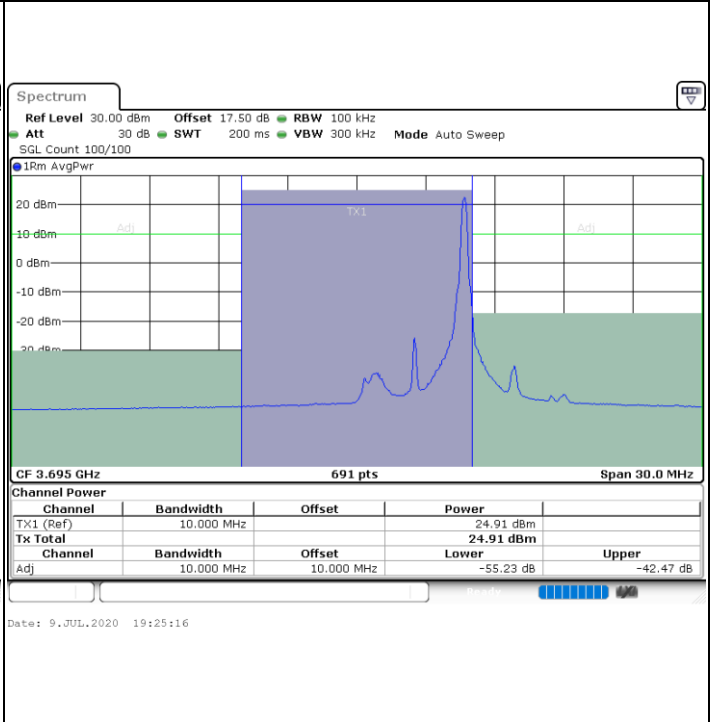 Spectrum
Ref Level 30.00 dBm Offset 17.50 dB RBW 100 kHz
Att 30 dB SWT 200 ms VBW 300 kHz Mode Auto Sweep
SGL Count 100/100
1Rm AvgPwr
20 dBm
TX1
Adj
Adj
10 dBm
0 dBm
-10 dBm
-20 dBm
CF 3.695 GHz 691 pts Span 30.0 MHz
Channel Power
Channel Bandwidth Offset Power
TX1 (Ref) 10.000 MHz 24.91 dBm
Tx Total 24.91 dBm
Channel Bandwidth Offset Lower Upper
Adj 10.000 MHz 10.000 MHz -55.23 dB -42.47 dB
Ready
Date: 9.JUL.2020 19:25:16